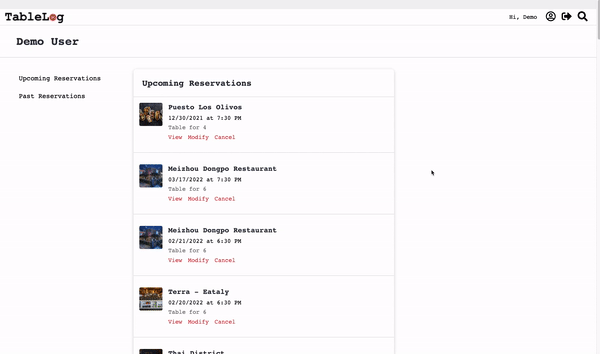 TableLog
Hi, Demo
Demo User
Upcoming Reservations
Past Reservations
Upcoming Reservations
Puesto Los Olivos
12/30/2021 at 7:30 PM
Table for 4
View Modify Cancel
Meizhou Dongpo Restaurant
03/17/2022 at 7:30 PM
Table for 6
View Modify Cancel
Meizhou Dongpo Restaurant
02/21/2022 at 6:30 PM
Table for 6
View Modify Cancel
Terra - Eataly
02/20/2022 at 6:30 PM
Table for 6
View Modify Cancel
Thai District